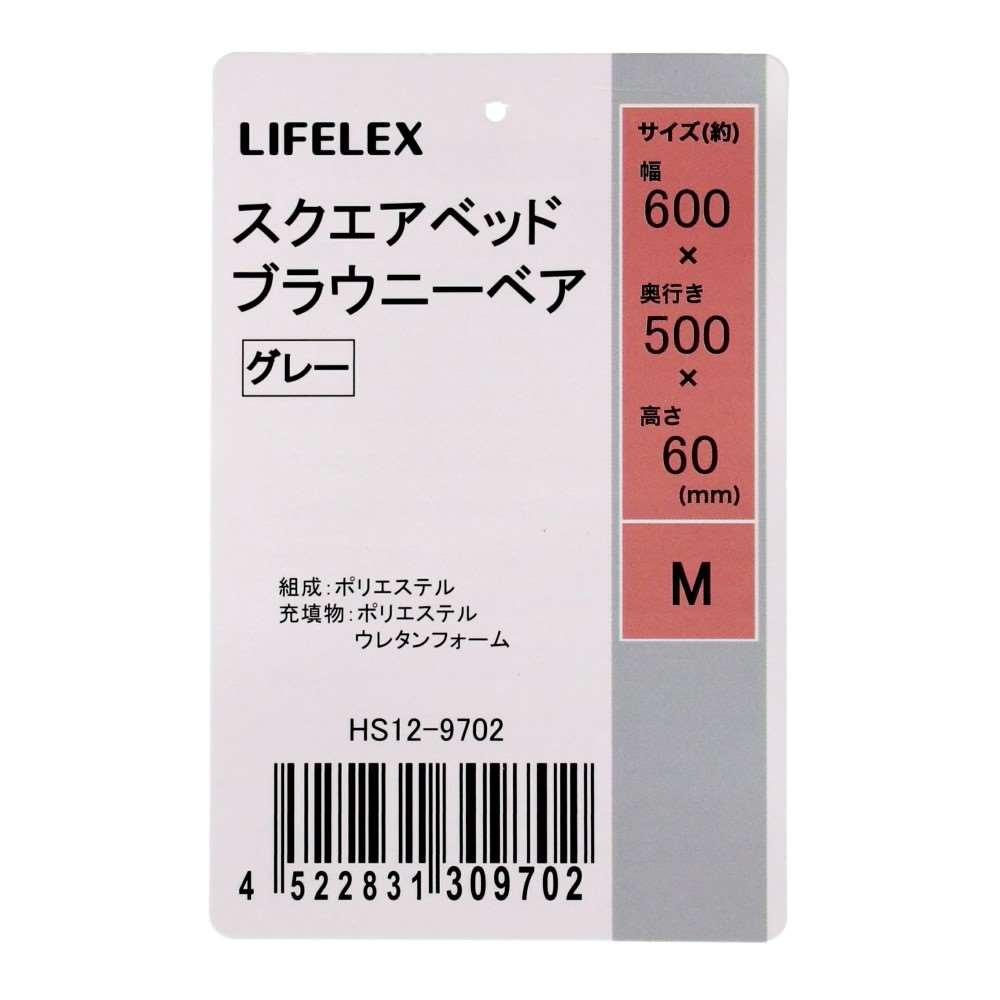 LIFELEX
スクエアベッド
ブラウニーベア
グレー
組成:ポリエステル
充填物:ポリエステル
ウレタンフォーム
HS12-9702
4 522831 309702
サイズ(約)
幅
600
×
奥行き
500
×
高さ
60
(mm)
M